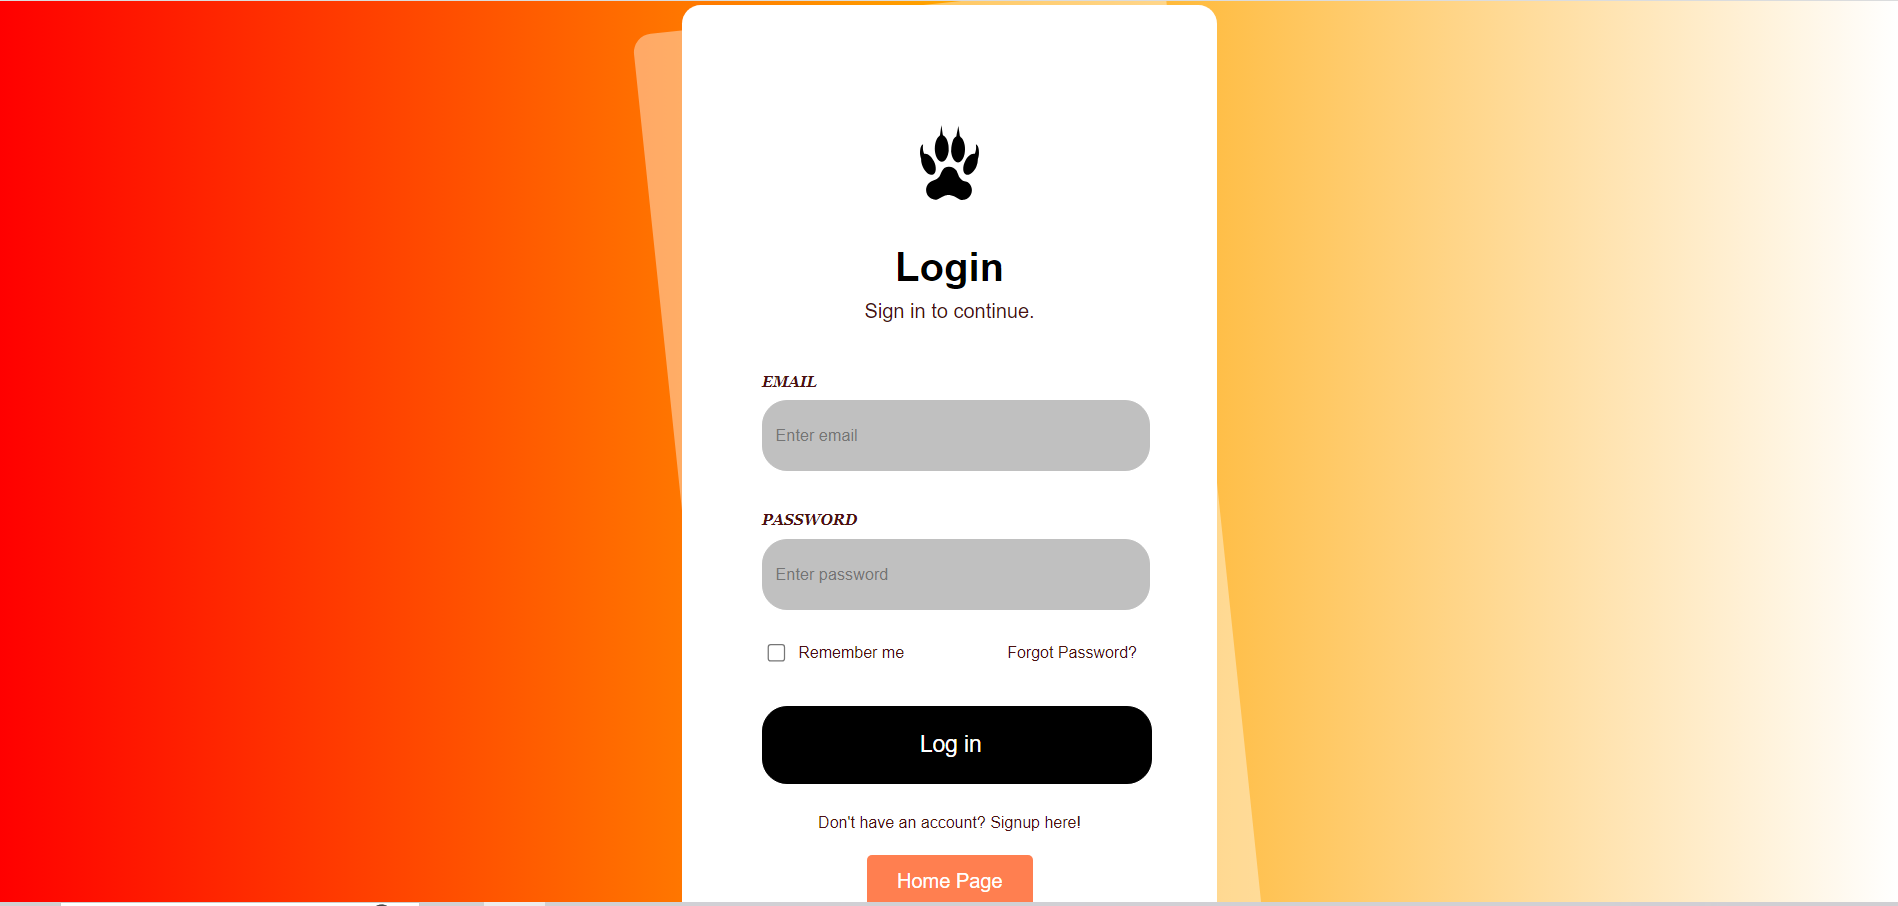 Login
Sign in to continue.
EMAIL
Enter email
PASSWORD
Enter password
Remember me
Forgot Password?
Log in
Don't have an account? Signup here!
Home Page